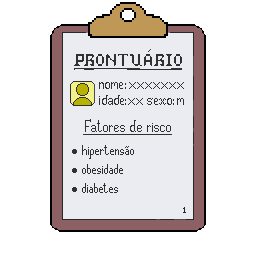 PRONTUÁRIO
nome:xxxxxxx
idade:xx sexo:m
Fatores de risco
• hipertensão
• obesidade
• diabetes
1